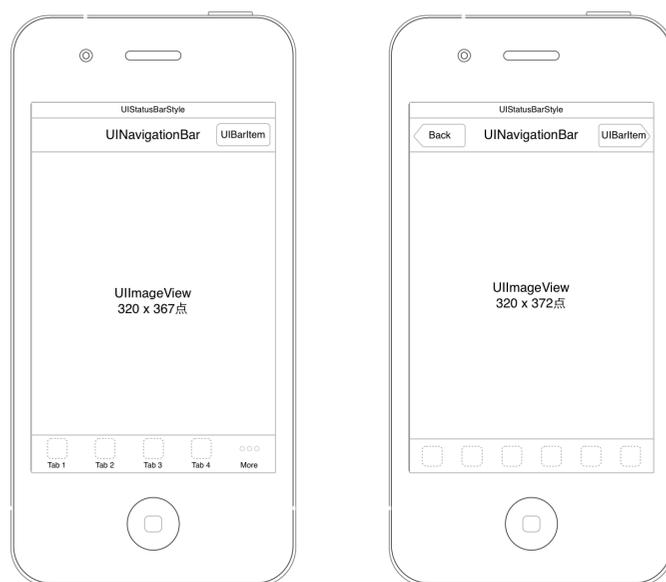 UIStatusBarStyle
UINavigationBar
UIBarItem
UIImageView
320 x 367点
Tab 1
Tab 2
Tab 3
Tab 4
More
UIStatusBarStyle
Back
UINavigationBar
UIBarItem
UIImageView
320 x 372点